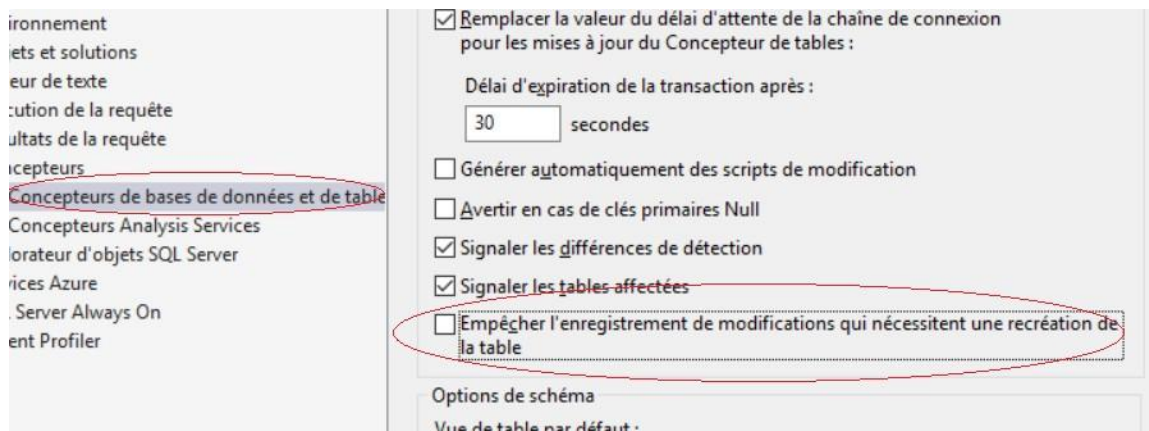 ironnement
jets et solutions
eur de texte
cution de la requête
ultats de la requête
ncepteurs
Concepteurs de bases de données et de table
Concepteurs Analysis Services
lorateur d'objets SQL Server
vices Azure
Server Always On
ent Profiler
Remplacer la valeur du délai d'attente de la chaîne de connexion
pour les mises à jour du Concepteur de tables :
Délai d'expiration de la transaction après :
30 secondes
Générer automatiquement des scripts de modification
Avertir en cas de clés primaires Null
Signaler les différences de détection
Signaler les tables affectées
Empêcher l'enregistrement de modifications qui nécessitent une recréation de
la table
Options de schéma
Vue de table par défaut :